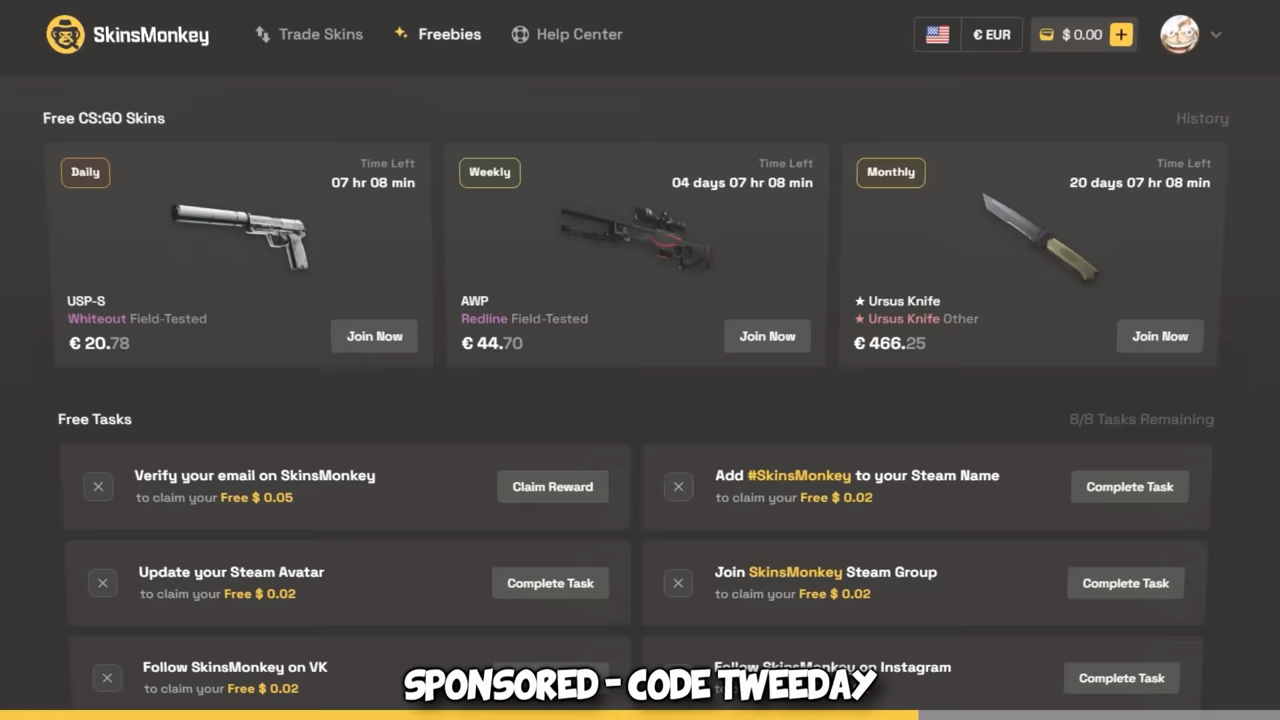 SkinsMonkey
Trade Skins
Freebies
Help Center
€ EUR
$ 0.00
+
Free CS:GO Skins
History
Daily
Time Left
07 hr 08 min
USP-S
Whiteout Field-Tested
€ 20.78
Join Now
Weekly
Time Left
04 days 07 hr 08 min
AWP
Redline Field-Tested
€ 44.70
Join Now
Monthly
Time Left
20 days 07 hr 08 min
★ Ursus Knife
★ Ursus Knife Other
€ 466.25
Join Now
Free Tasks
8/8 Tasks Remaining
Verify your email on SkinsMonkey
to claim your Free $ 0.05
Claim Reward
Add #SkinsMonkey to your Steam Name
to claim your Free $ 0.02
Complete Task
Update your Steam Avatar
to claim your Free $ 0.02
Complete Task
Join SkinsMonkey Steam Group
to claim your Free $ 0.02
Complete Task
Follow SkinsMonkey on VK
to claim your Free $ 0.02
Follow SkinsMonkey on Instagram
Complete Task
SPONSORED - CODE TWEEDAY